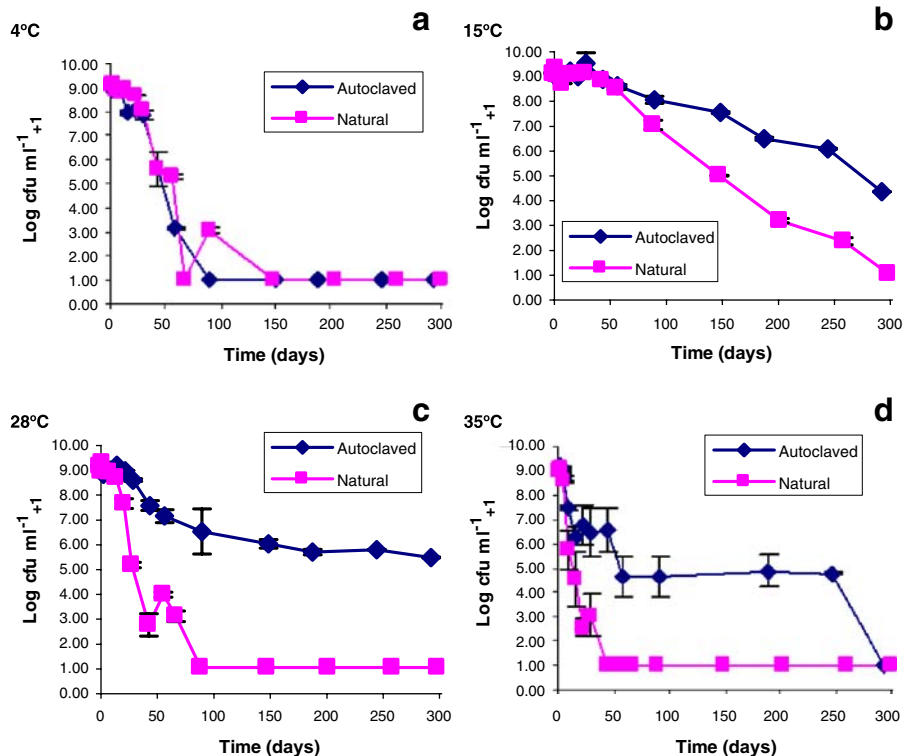 4ºC
a
10.00
9.00
8.00
7.00
6.00
5.00
4.00
3.00
2.00
1.00
0.00
Log cfu ml⁻¹+1
Autoclaved
Natural
0 50 100 150 200 250 300
Time (days)
15ºC
b
10.00
9.00
8.00
7.00
6.00
5.00
4.00
3.00
2.00
1.00
0.00
Log cfu ml⁻¹+1
Autoclaved
Natural
0 50 100 150 200 250 300
Time (days)
28ºC
c
10.00
9.00
8.00
7.00
6.00
5.00
4.00
3.00
2.00
1.00
0.00
Log cfu ml⁻¹+1
Autoclaved
Natural
0 50 100 150 200 250 300
Time (days)
35ºC
d
10.00
9.00
8.00
7.00
6.00
5.00
4.00
3.00
2.00
1.00
0.00
Log cfu ml⁻¹+1
Autoclaved
Natural
0 50 100 150 200 250 300
Time (days)